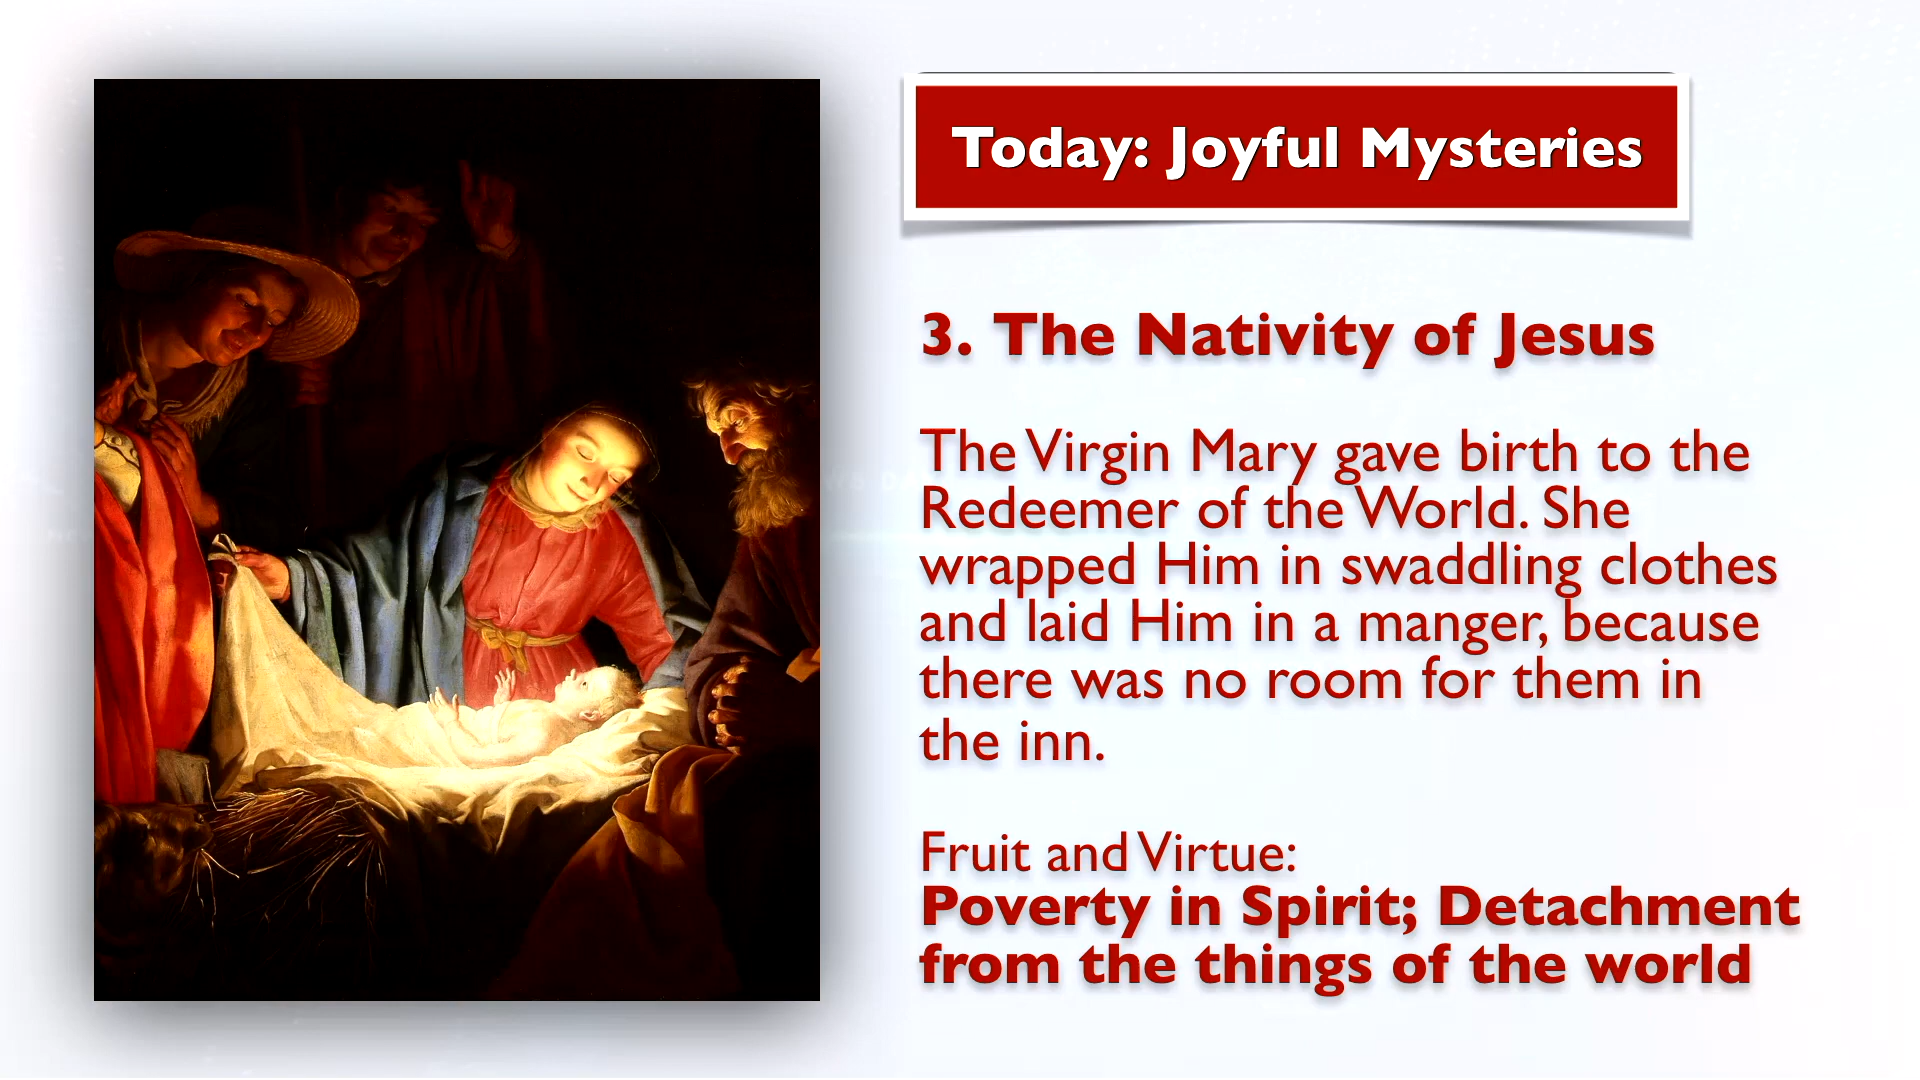 Today: Joyful Mysteries
3. The Nativity of Jesus
The Virgin Mary gave birth to the
Redeemer of the World. She
wrapped Him in swaddling clothes
and laid Him in a manger, because
there was no room for them in
the inn.
Fruit and Virtue:
Poverty in Spirit; Detachment
from the things of the world